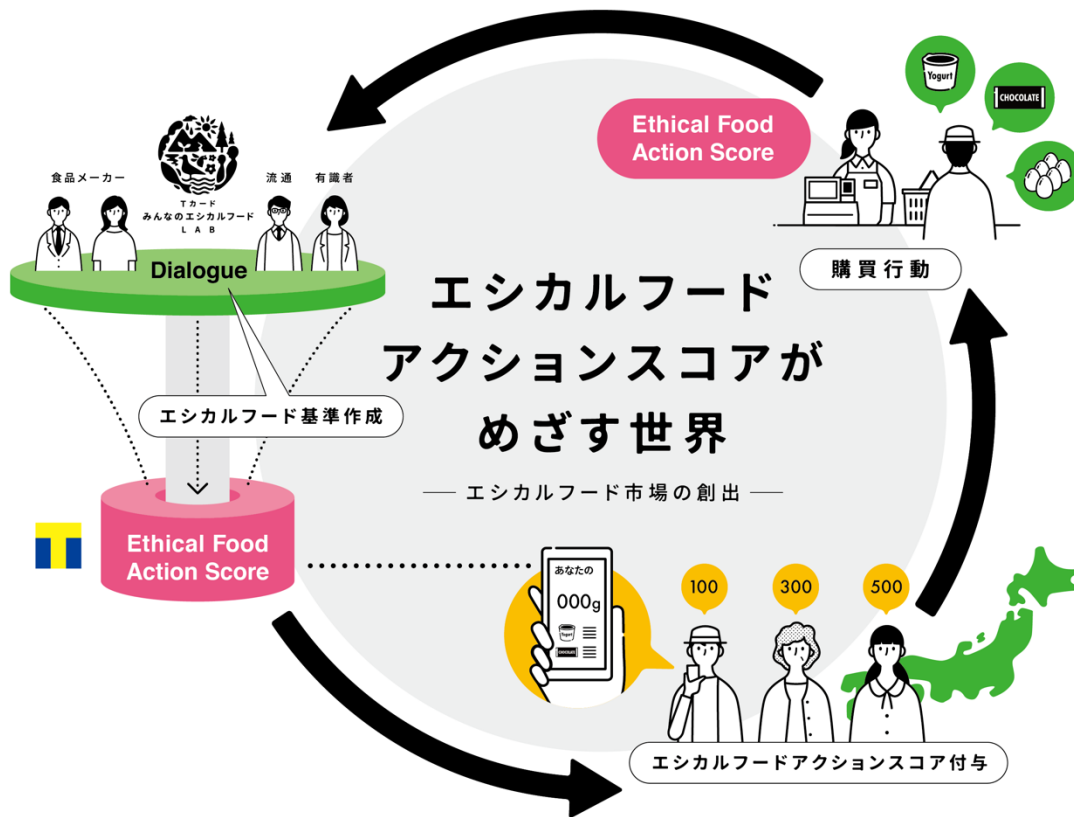 Yogurt
CHOCOLATE
Ethical Food
Action Score
購買行動
食品メーカー
流通
有識者
Tカード
みんなのエシカルフード
LAB
Dialogue
エシカルフード基準作成
エシカルフード
アクションスコアが
めざす世界
エシカルフード市場の創出
T
Ethical Food
Action Score
あなたの
000g
Yogurt
CHOCOLATE
100
300
500
エシカルフードアクションスコア付与